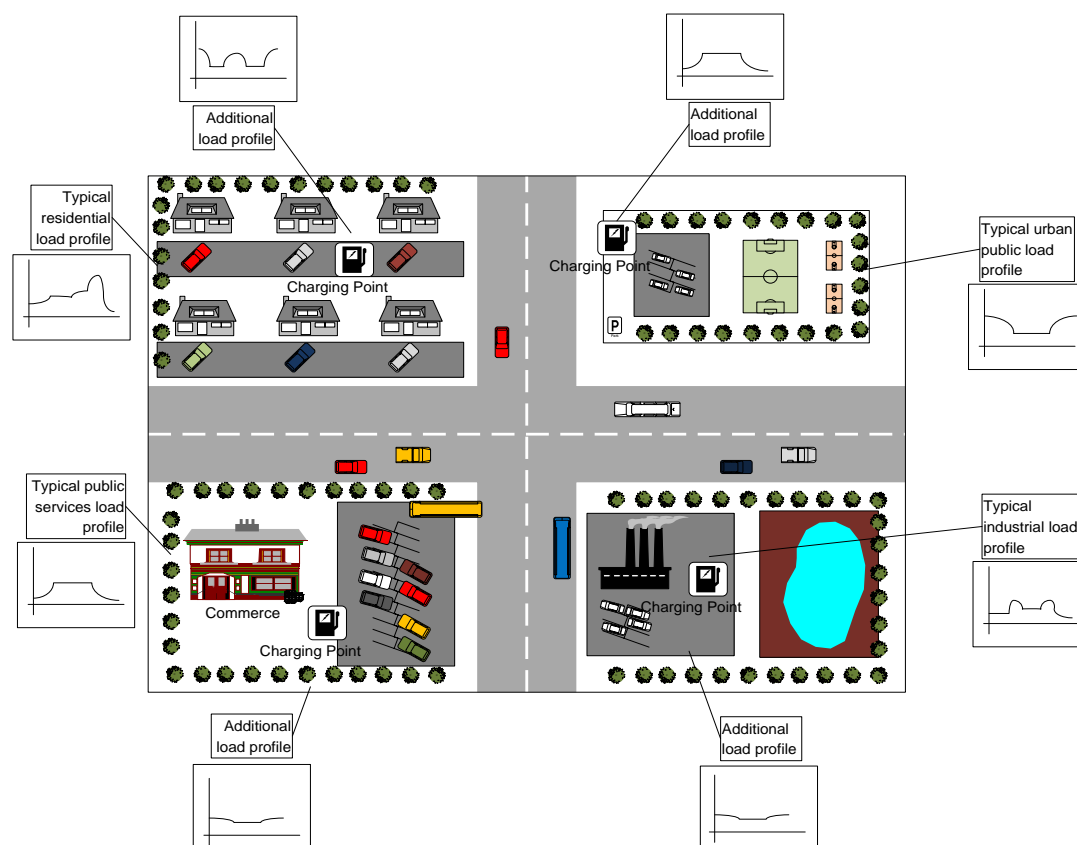 Additional
load profile
Additional
load profile
Typical
residential
load profile
Typical urban
public load
profile
Charging Point
Charging Point
P
Typical public
services load
profile
Typical
industrial load
profile
Commerce
Charging Point
Charging Point
Additional
load profile
Additional
load profile